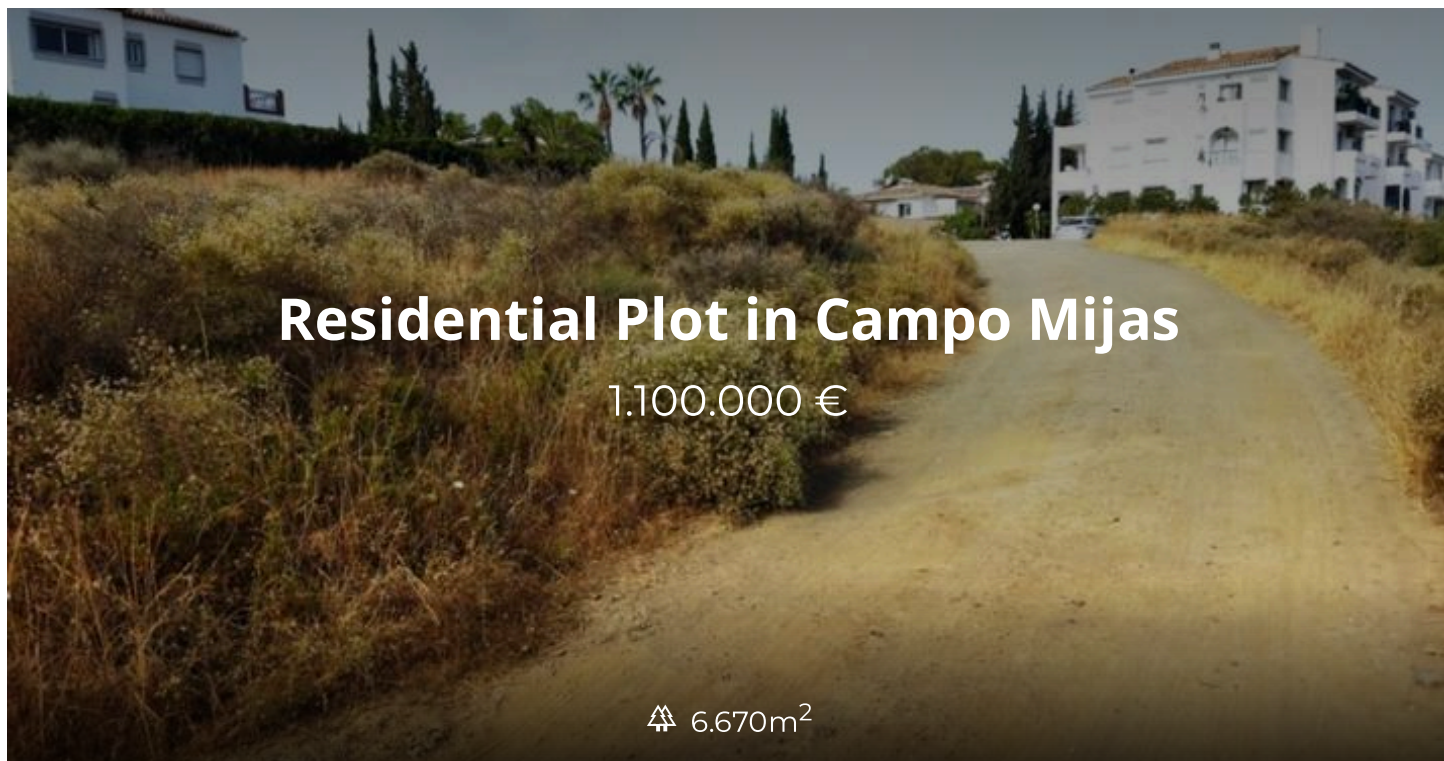 Residential Plot in Campo Mijas
1.100.000 €
6.670m²